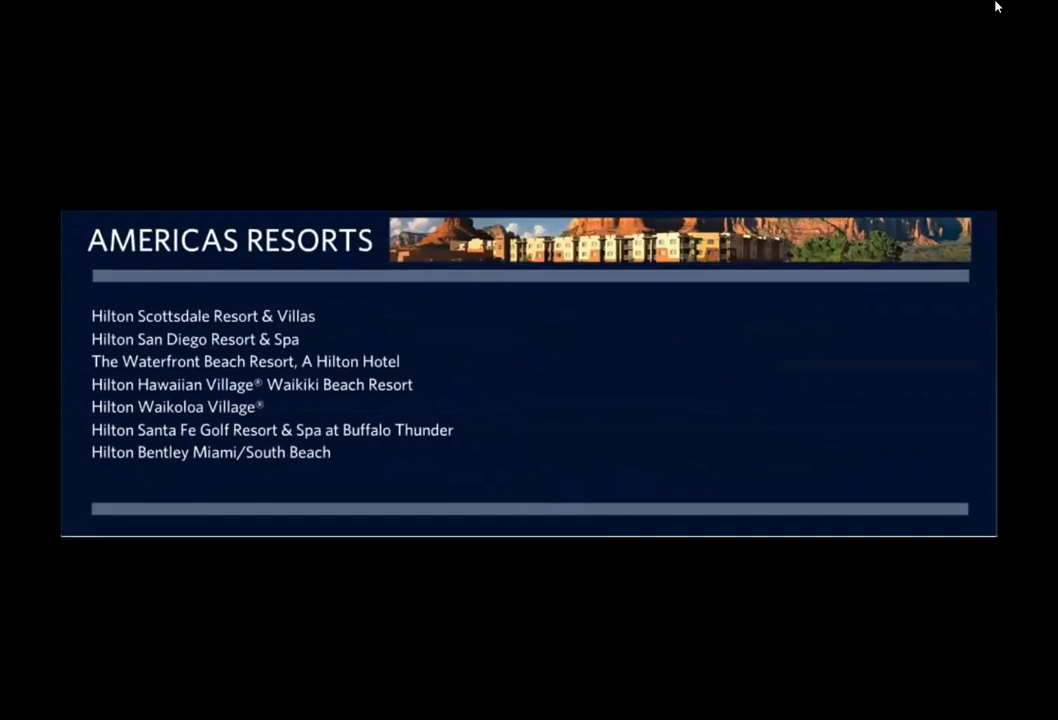 AMERICAS RESORTS
Hilton Scottsdale Resort & Villas
Hilton San Diego Resort & Spa
The Waterfront Beach Resort, A Hilton Hotel
Hilton Hawaiian Village® Waikiki Beach Resort
Hilton Waikoloa Village®
Hilton Santa Fe Golf Resort & Spa at Buffalo Thunder
Hilton Bentley Miami/South Beach